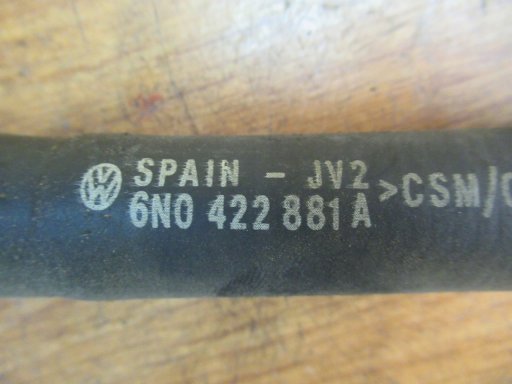 SPAIN - JV2
6N0 422 881 A
>CSM/